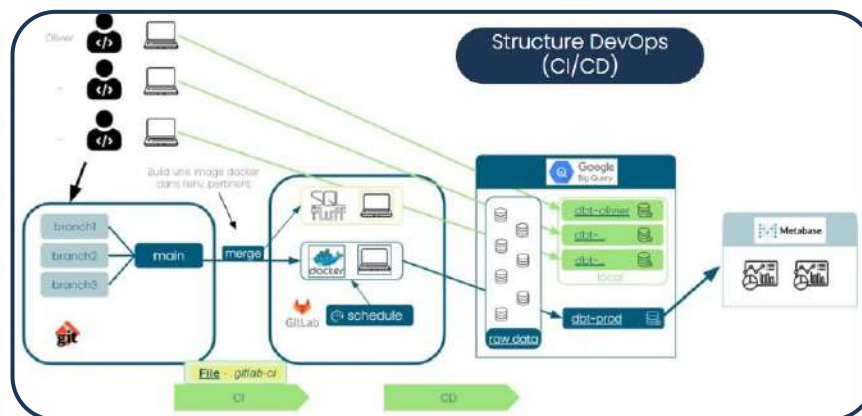 Structure DevOps
(CI/CD)
Olivier
Build une image docker
dans l'env pertinent
branch1
branch2
branch3
main
git
merge
SQL
fluff
docker
GitLab
schedule
Google
Big Query
dbt-olivier
dbt-...
dbt-...
local
raw data
dbt-prod
Metabase
File - .gitlab-ci
CI
CD